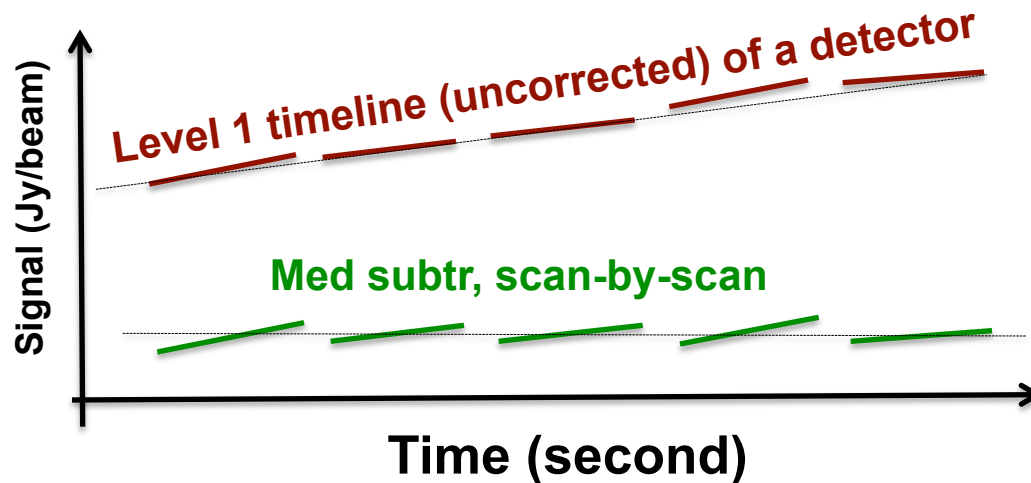 Level 1 timeline (uncorrected) of a detector
Signal (Jy/beam)
Med subtr, scan-by-scan
Time (second)